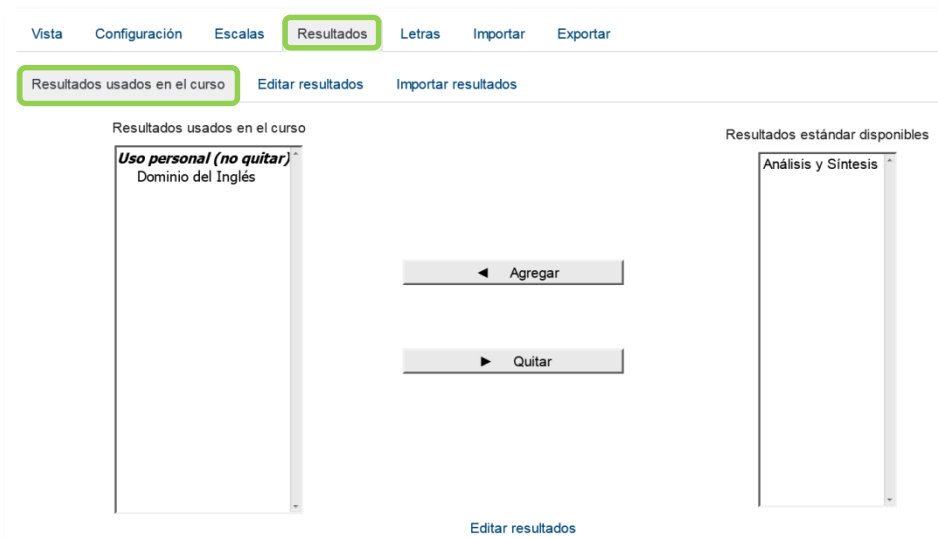 Vista Configuración Escalas Resultados Letras Importar Exportar
Resultados usados en el curso Editar resultados Importar resultados
Resultados usados en el curso
Resultados estándar disponibles
Uso personal (no quitar)
Dominio del Inglés
Análisis y Síntesis
◄ Agregar
► Quitar
Editar resultados